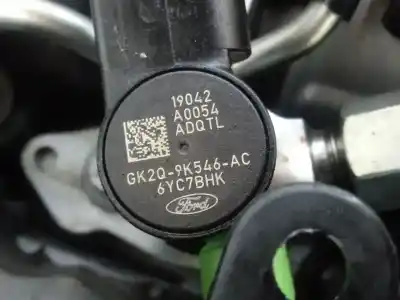 19042
A0054
ADQTL
GK2Q-9K546-AC
6YC7BHK
Ford